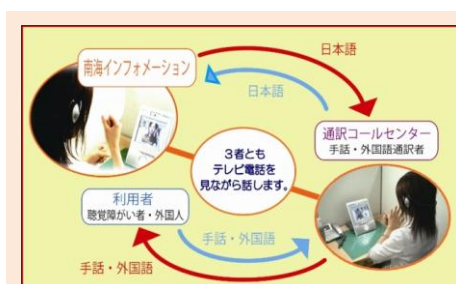 日本語
南海インフォメーション
日本語
通訳コールセンター
手話・外国語通訳者
3者とも
テレビ電話を
見ながら話します。
利用者
聴覚障がい者・外国人
手話・外国語
手話・外国語